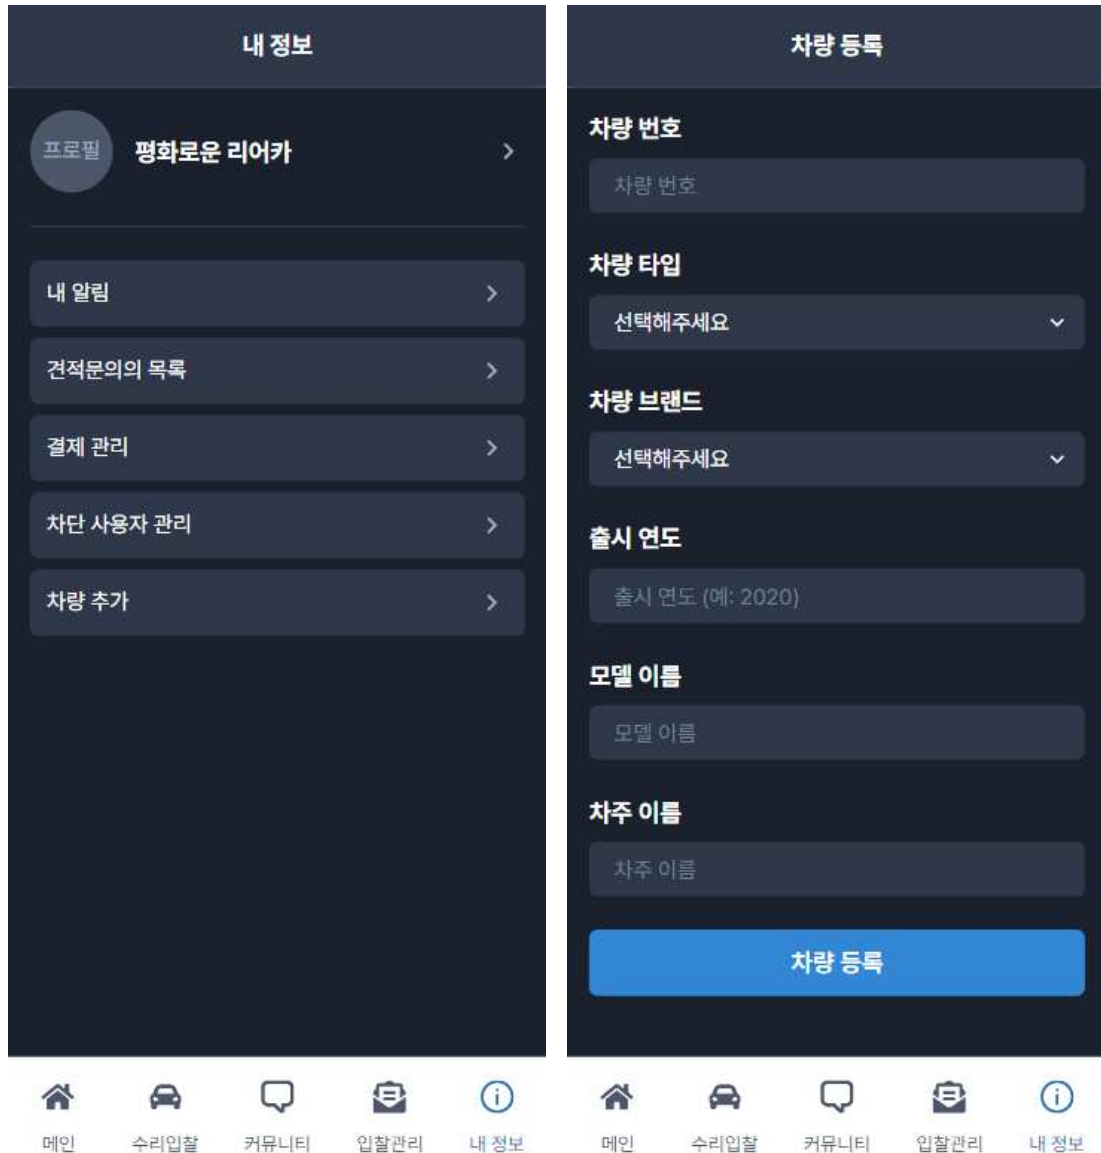 내 정보
프로필
평화로운 리어카
내 알림
견적문의의 목록
결제 관리
차단 사용자 관리
차량 추가
메인
수리입찰
커뮤니티
입찰관리
내 정보
차량 등록
차량 번호
차량 번호
차량 타입
선택해주세요
차량 브랜드
선택해주세요
출시 연도
출시 연도 (예: 2020)
모델 이름
모델 이름
차주 이름
차주 이름
차량 등록
메인
수리입찰
커뮤니티
입찰관리
내 정보